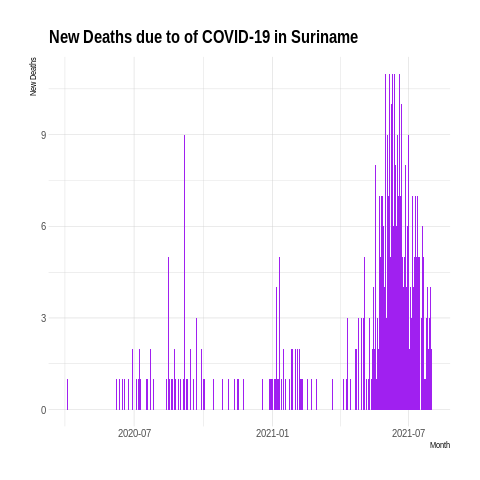 New Deaths due to of COVID-19 in Suriname
New Deaths
9
6
3
0
2020-07 2021-01 2021-07
Month